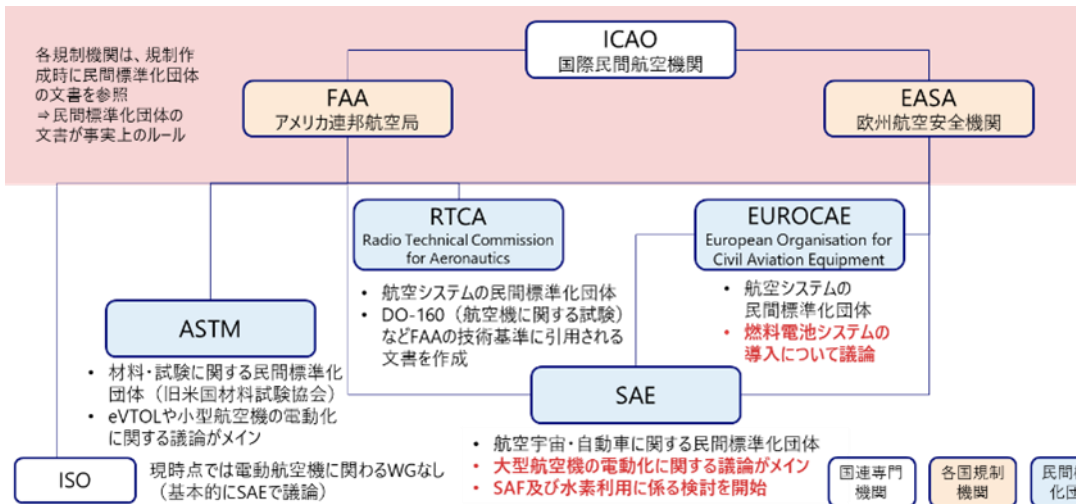 各規制機関は、規制作
成時に民間標準化団体
の文書を参照
⇒民間標準化団体の
文書が事実上のルール
ICAO
国際民間航空機関
FAA
アメリカ連邦航空局
EASA
欧州航空安全機関
RTCA
Radio Technical Commission
for Aeronautics
• 航空システムの民間標準化団体
• DO-160（航空機に関する試験）
などFAAの技術基準に引用される
文書を作成
EUROCAE
European Organisation for
Civil Aviation Equipment
• 航空システムの
民間標準化団体
• 燃料電池システムの
導入について議論
ASTM
• 材料・試験に関する民間標準化
団体（旧米国材料試験協会）
• eVTOLや小型航空機の電動化
に関する議論がメイン
SAE
• 航空宇宙・自動車に関する民間標準化団体
• 大型航空機の電動化に関する議論がメイン
• SAF及び水素利用に係る検討を開始
ISO
現時点では電動航空機に関わるWGなし
（基本的にSAEで議論）
国連専門
機関
各国規制
機関
民間標
化団